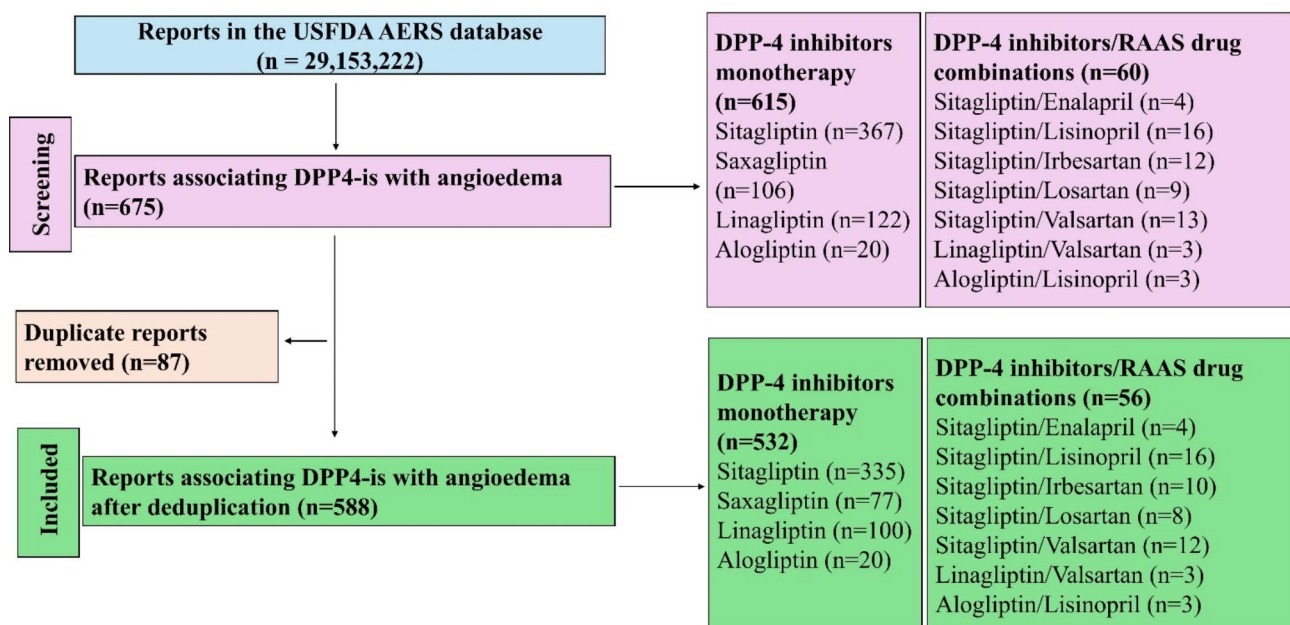 Reports in the USFDA AERS database
(n = 29,153,222)
Screening
Reports associating DPP4-is with angioedema
(n=675)
DPP-4 inhibitors
monotherapy
(n=615)
Sitagliptin (n=367)
Saxagliptin
(n=106)
Linagliptin (n=122)
Alogliptin (n=20)
DPP-4 inhibitors/RAAS drug
combinations (n=60)
Sitagliptin/Enalapril (n=4)
Sitagliptin/Lisinopril (n=16)
Sitagliptin/Irbesartan (n=12)
Sitagliptin/Losartan (n=9)
Sitagliptin/Valsartan (n=13)
Linagliptin/Valsartan (n=3)
Alogliptin/Lisinopril (n=3)
Duplicate reports
removed (n=87)
Included
Reports associating DPP4-is with angioedema
after deduplication (n=588)
DPP-4 inhibitors
monotherapy
(n=532)
Sitagliptin (n=335)
Saxagliptin (n=77)
Linagliptin (n=100)
Alogliptin (n=20)
DPP-4 inhibitors/RAAS drug
combinations (n=56)
Sitagliptin/Enalapril (n=4)
Sitagliptin/Lisinopril (n=16)
Sitagliptin/Irbesartan (n=10)
Sitagliptin/Losartan (n=8)
Sitagliptin/Valsartan (n=12)
Linagliptin/Valsartan (n=3)
Alogliptin/Lisinopril (n=3)